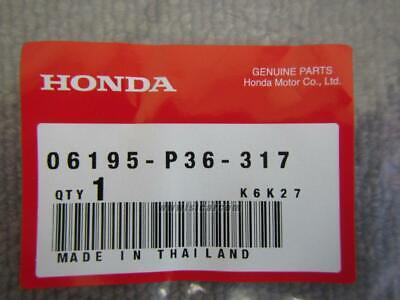 HONDA
GENUINE PARTS
Honda Motor Co., Ltd.
06195-P36-317
QTY 1
K6K27
MADE IN THAILAND